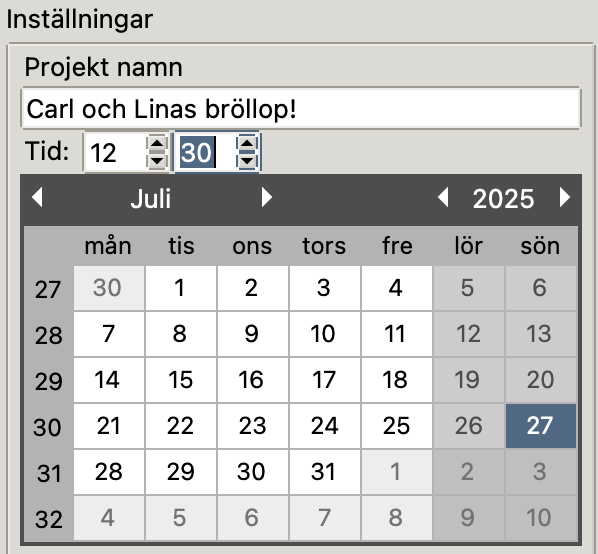 Inställningar
Projekt namn
Carl och Linas bröllop!
Tid: 12 30
Juli 2025
mån tis ons tors fre lör sön
27 30 1 2 3 4 5 6
28 7 8 9 10 11 12 13
29 14 15 16 17 18 19 20
30 21 22 23 24 25 26 27
31 28 29 30 31 1 2 3
32 4 5 6 7 8 9 10